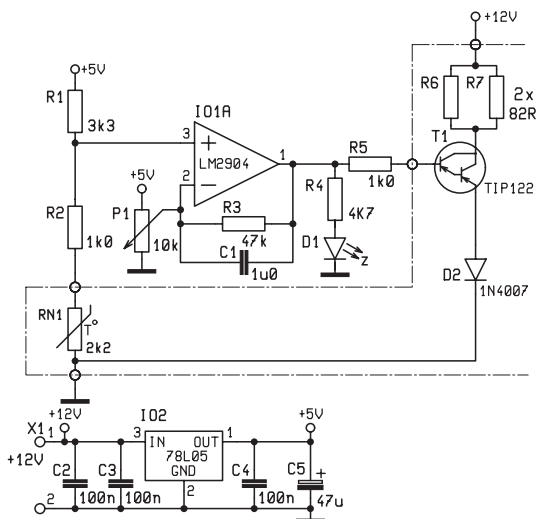 +12V
+5V
R1
3k3
IO1A
3
+
LM2904
1
2
−
+5V
P1
10k
R2
1k0
R3
47k
C1
1u0
R5
1k0
R4
4K7
D1
Z
R6
R7
2x
82R
T1
TIP122
D2
1N4007
RN1
T°
2k2
X1
+12V
1
+12V
2
IO2
3
IN
OUT
1
78L05
GND
2
+5V
C2
100n
C3
100n
C4
100n
C5
+
47u